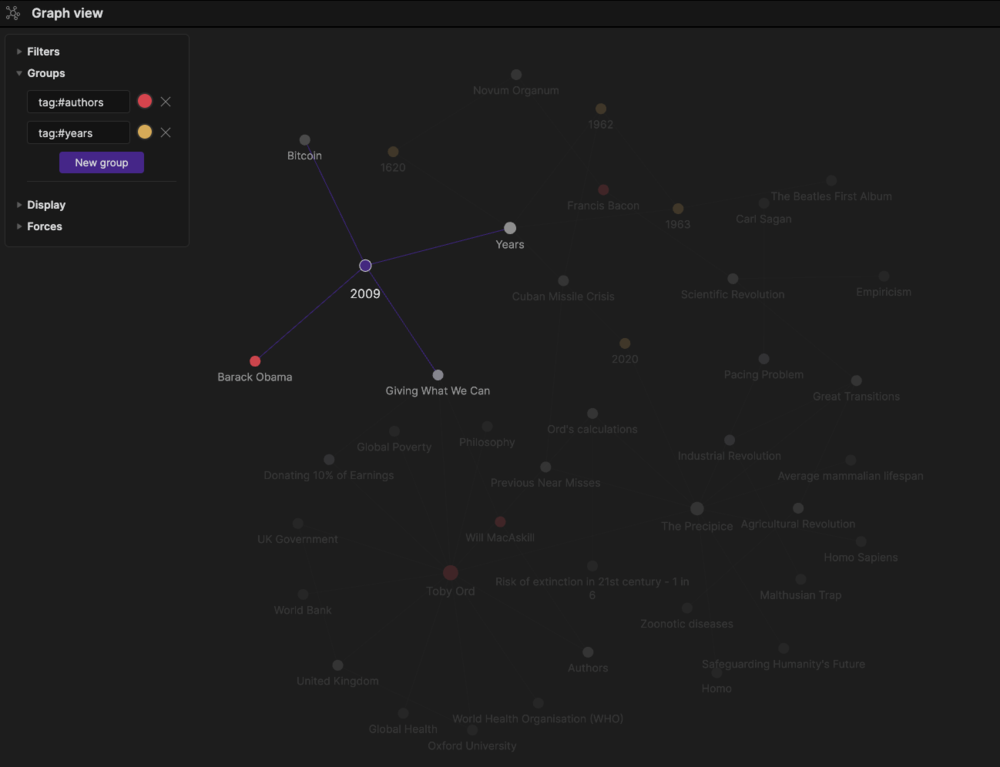 Graph view
Filters
Groups
tag:#authors
tag:#years
New group
Display
Forces
Novum Organum
1962
Bitcoin
1620
The Beatles First Album
Francis Bacon
Carl Sagan
1963
Years
Cuban Missile Crisis
Scientific Revolution
Empiricism
2009
2020
Barack Obama
Giving What We Can
Pacing Problem
Great Transitions
Ord's calculations
Global Poverty
Philosophy
Industrial Revolution
Donating 10% of Earnings
Previous Near Misses
Average mammalian lifespan
UK Government
Will MacAskill
The Precipice
Agricultural Revolution
Homo Sapiens
Toby Ord
Risk of extinction in 21st century - 1 in
6
Malthusian Trap
World Bank
Zoonotic diseases
Authors
Safeguarding Humanity's Future
United Kingdom
Homo
World Health Organisation (WHO)
Global Health
Oxford University